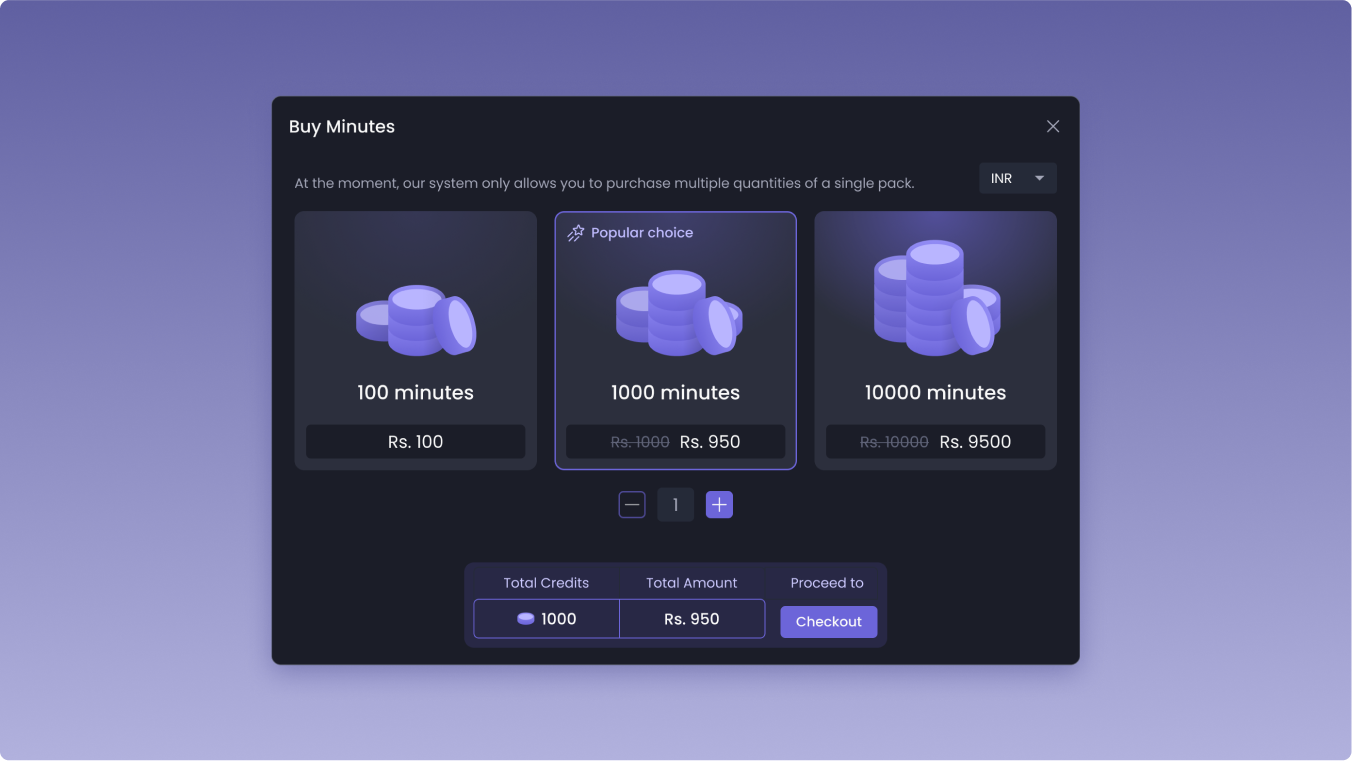 Buy Minutes
At the moment, our system only allows you to purchase multiple quantities of a single pack.
INR
Popular choice
100 minutes
1000 minutes
10000 minutes
Rs. 100
Rs. 1000 Rs. 950
Rs. 10000 Rs. 9500
1
Total Credits
Total Amount
Proceed to
1000
Rs. 950
Checkout